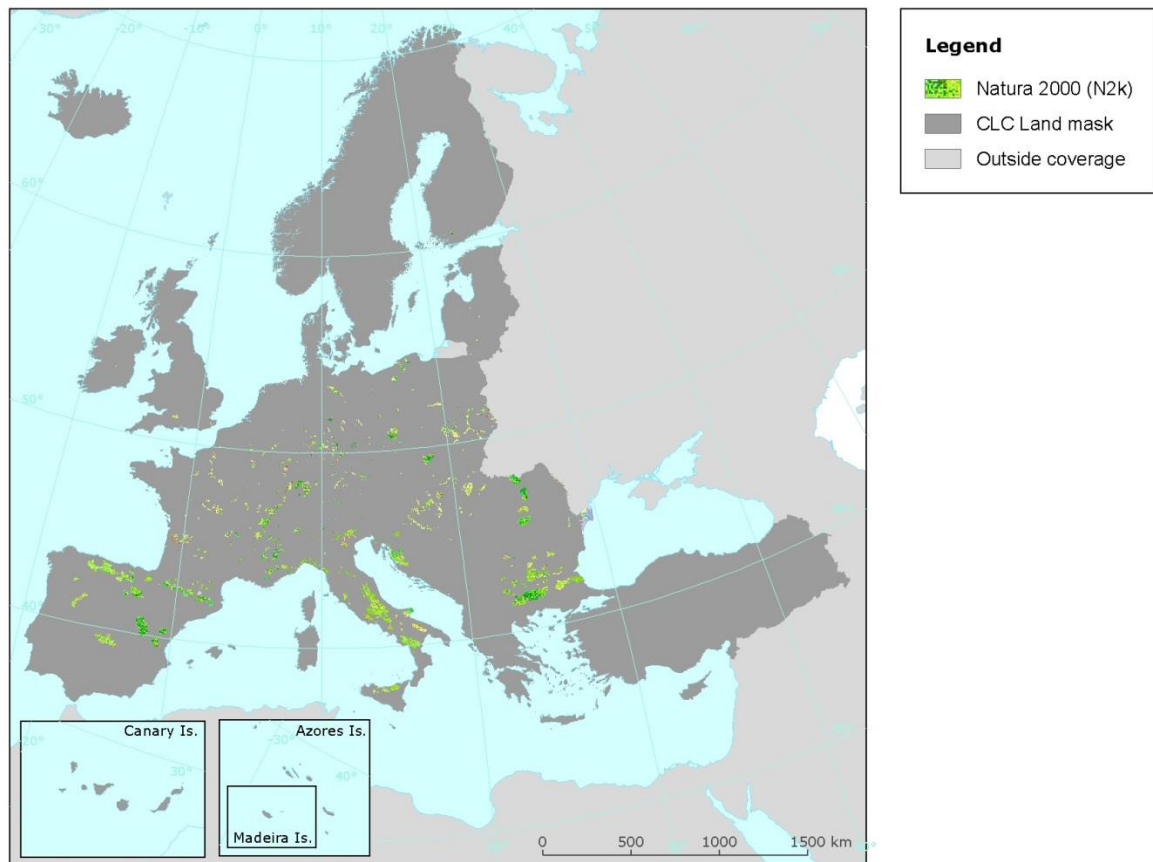 -30°
-20°
-10°
0°
10°
20°
30°
40°
50°
60°
50°
40°
Canary Is.
20°
30°
Azores Is.
-30°
40°
Madeira Is.
0 500 1000 1500 km
Legend
Natura 2000 (N2k)
CLC Land mask
Outside coverage